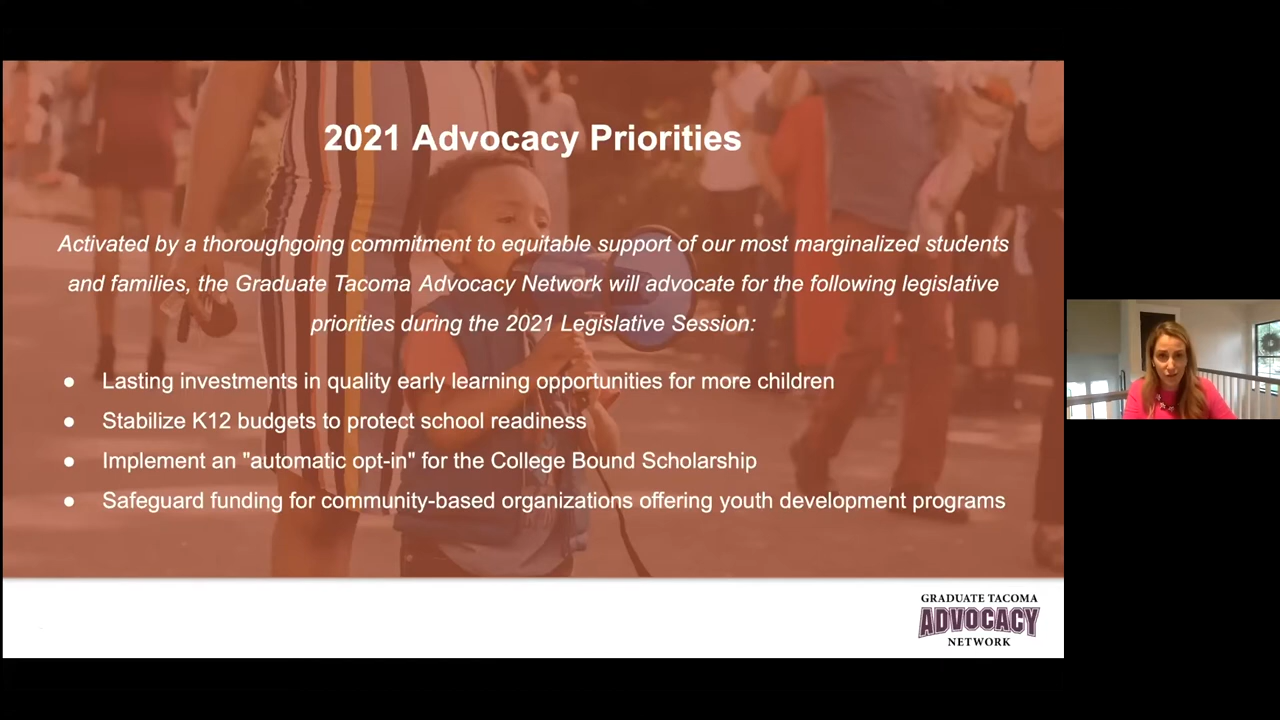 2021 Advocacy Priorities
Activated by a thoroughgoing commitment to equitable support of our most marginalized students
and families, the Graduate Tacoma Advocacy Network will advocate for the following legislative
priorities during the 2021 Legislative Session:
● Lasting investments in quality early learning opportunities for more children
● Stabilize K12 budgets to protect school readiness
● Implement an "automatic opt-in" for the College Bound Scholarship
● Safeguard funding for community-based organizations offering youth development programs
GRADUATE TACOMA
ADVOCACY
NETWORK